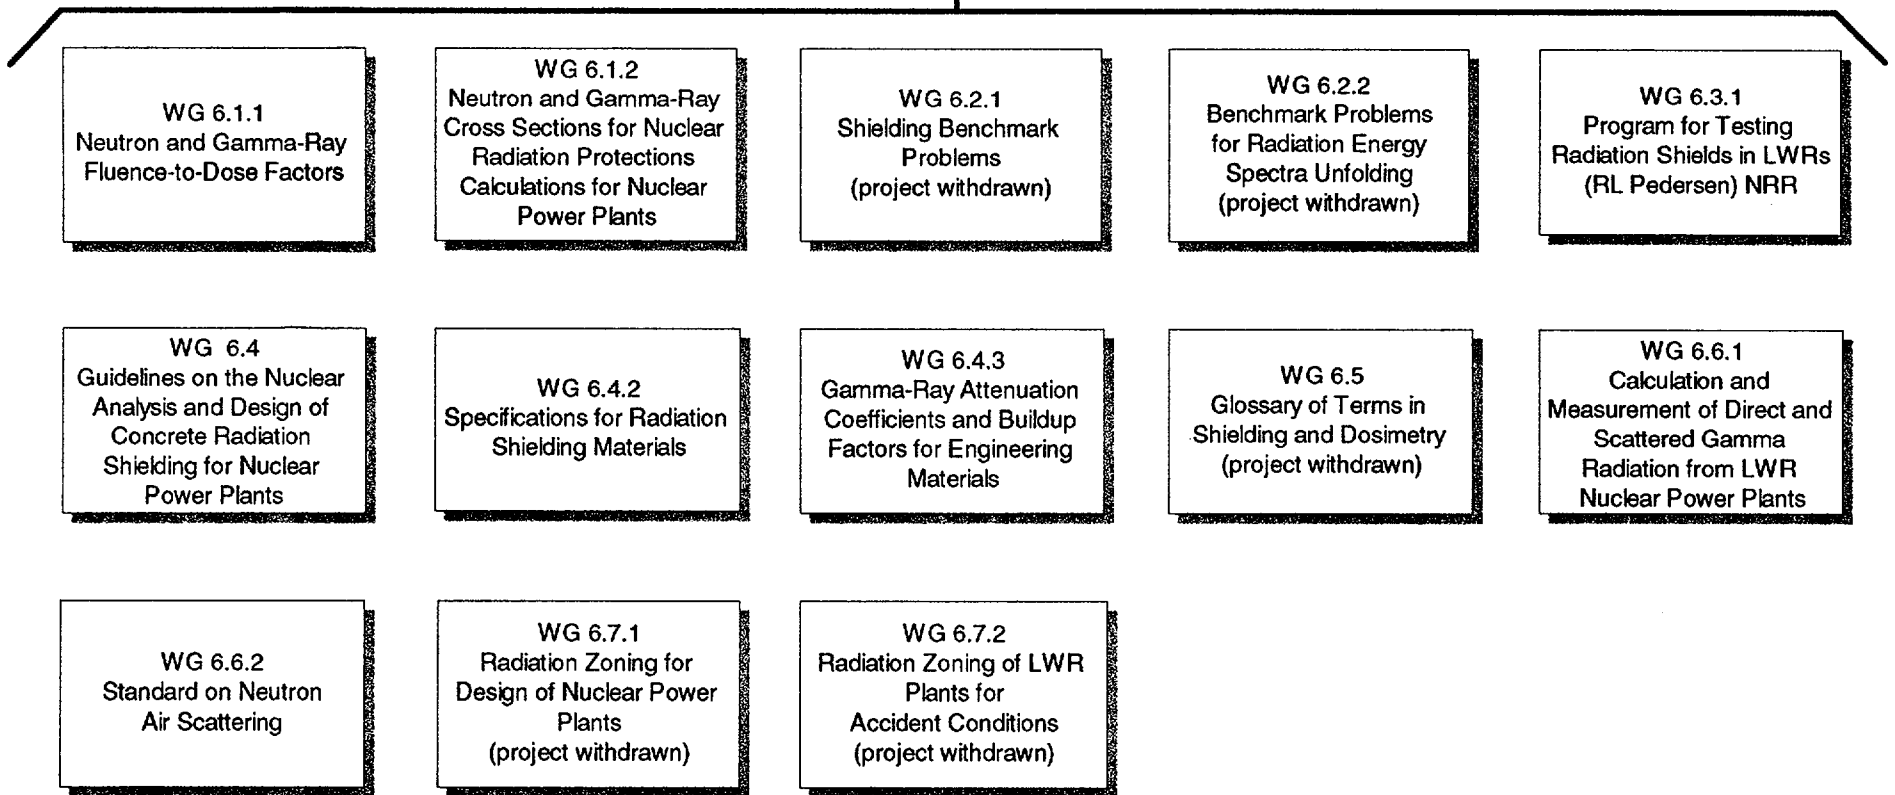 WG 6.1.1
Neutron and Gamma-Ray
Fluence-to-Dose Factors
WG 6.1.2
Neutron and Gamma-Ray
Cross Sections for Nuclear
Radiation Protections
Calculations for Nuclear
Power Plants
WG 6.2.1
Shielding Benchmark
Problems
(project withdrawn)
WG 6.2.2
Benchmark Problems
for Radiation Energy
Spectra Unfolding
(project withdrawn)
WG 6.3.1
Program for Testing
Radiation Shields in LWRs
(RL Pedersen) NRR
WG 6.4
Guidelines on the Nuclear
Analysis and Design of
Concrete Radiation
Shielding for Nuclear
Power Plants
WG 6.4.2
Specifications for Radiation
Shielding Materials
WG 6.4.3
Gamma-Ray Attenuation
Coefficients and Buildup
Factors for Engineering
Materials
WG 6.5
Glossary of Terms in
Shielding and Dosimetry
(project withdrawn)
WG 6.6.1
Calculation and
Measurement of Direct and
Scattered Gamma
Radiation from LWR
Nuclear Power Plants
WG 6.6.2
Standard on Neutron
Air Scattering
WG 6.7.1
Radiation Zoning for
Design of Nuclear Power
Plants
(project withdrawn)
WG 6.7.2
Radiation Zoning of LWR
Plants for
Accident Conditions
(project withdrawn)